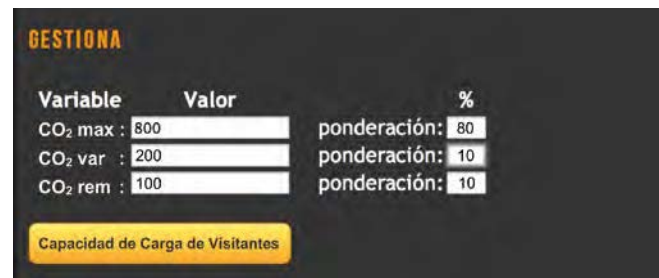 GESTIONA
Variable Valor %
CO₂ max : 800 ponderación: 80
CO₂ var : 200 ponderación: 10
CO₂ rem : 100 ponderación: 10
Capacidad de Carga de Visitantes